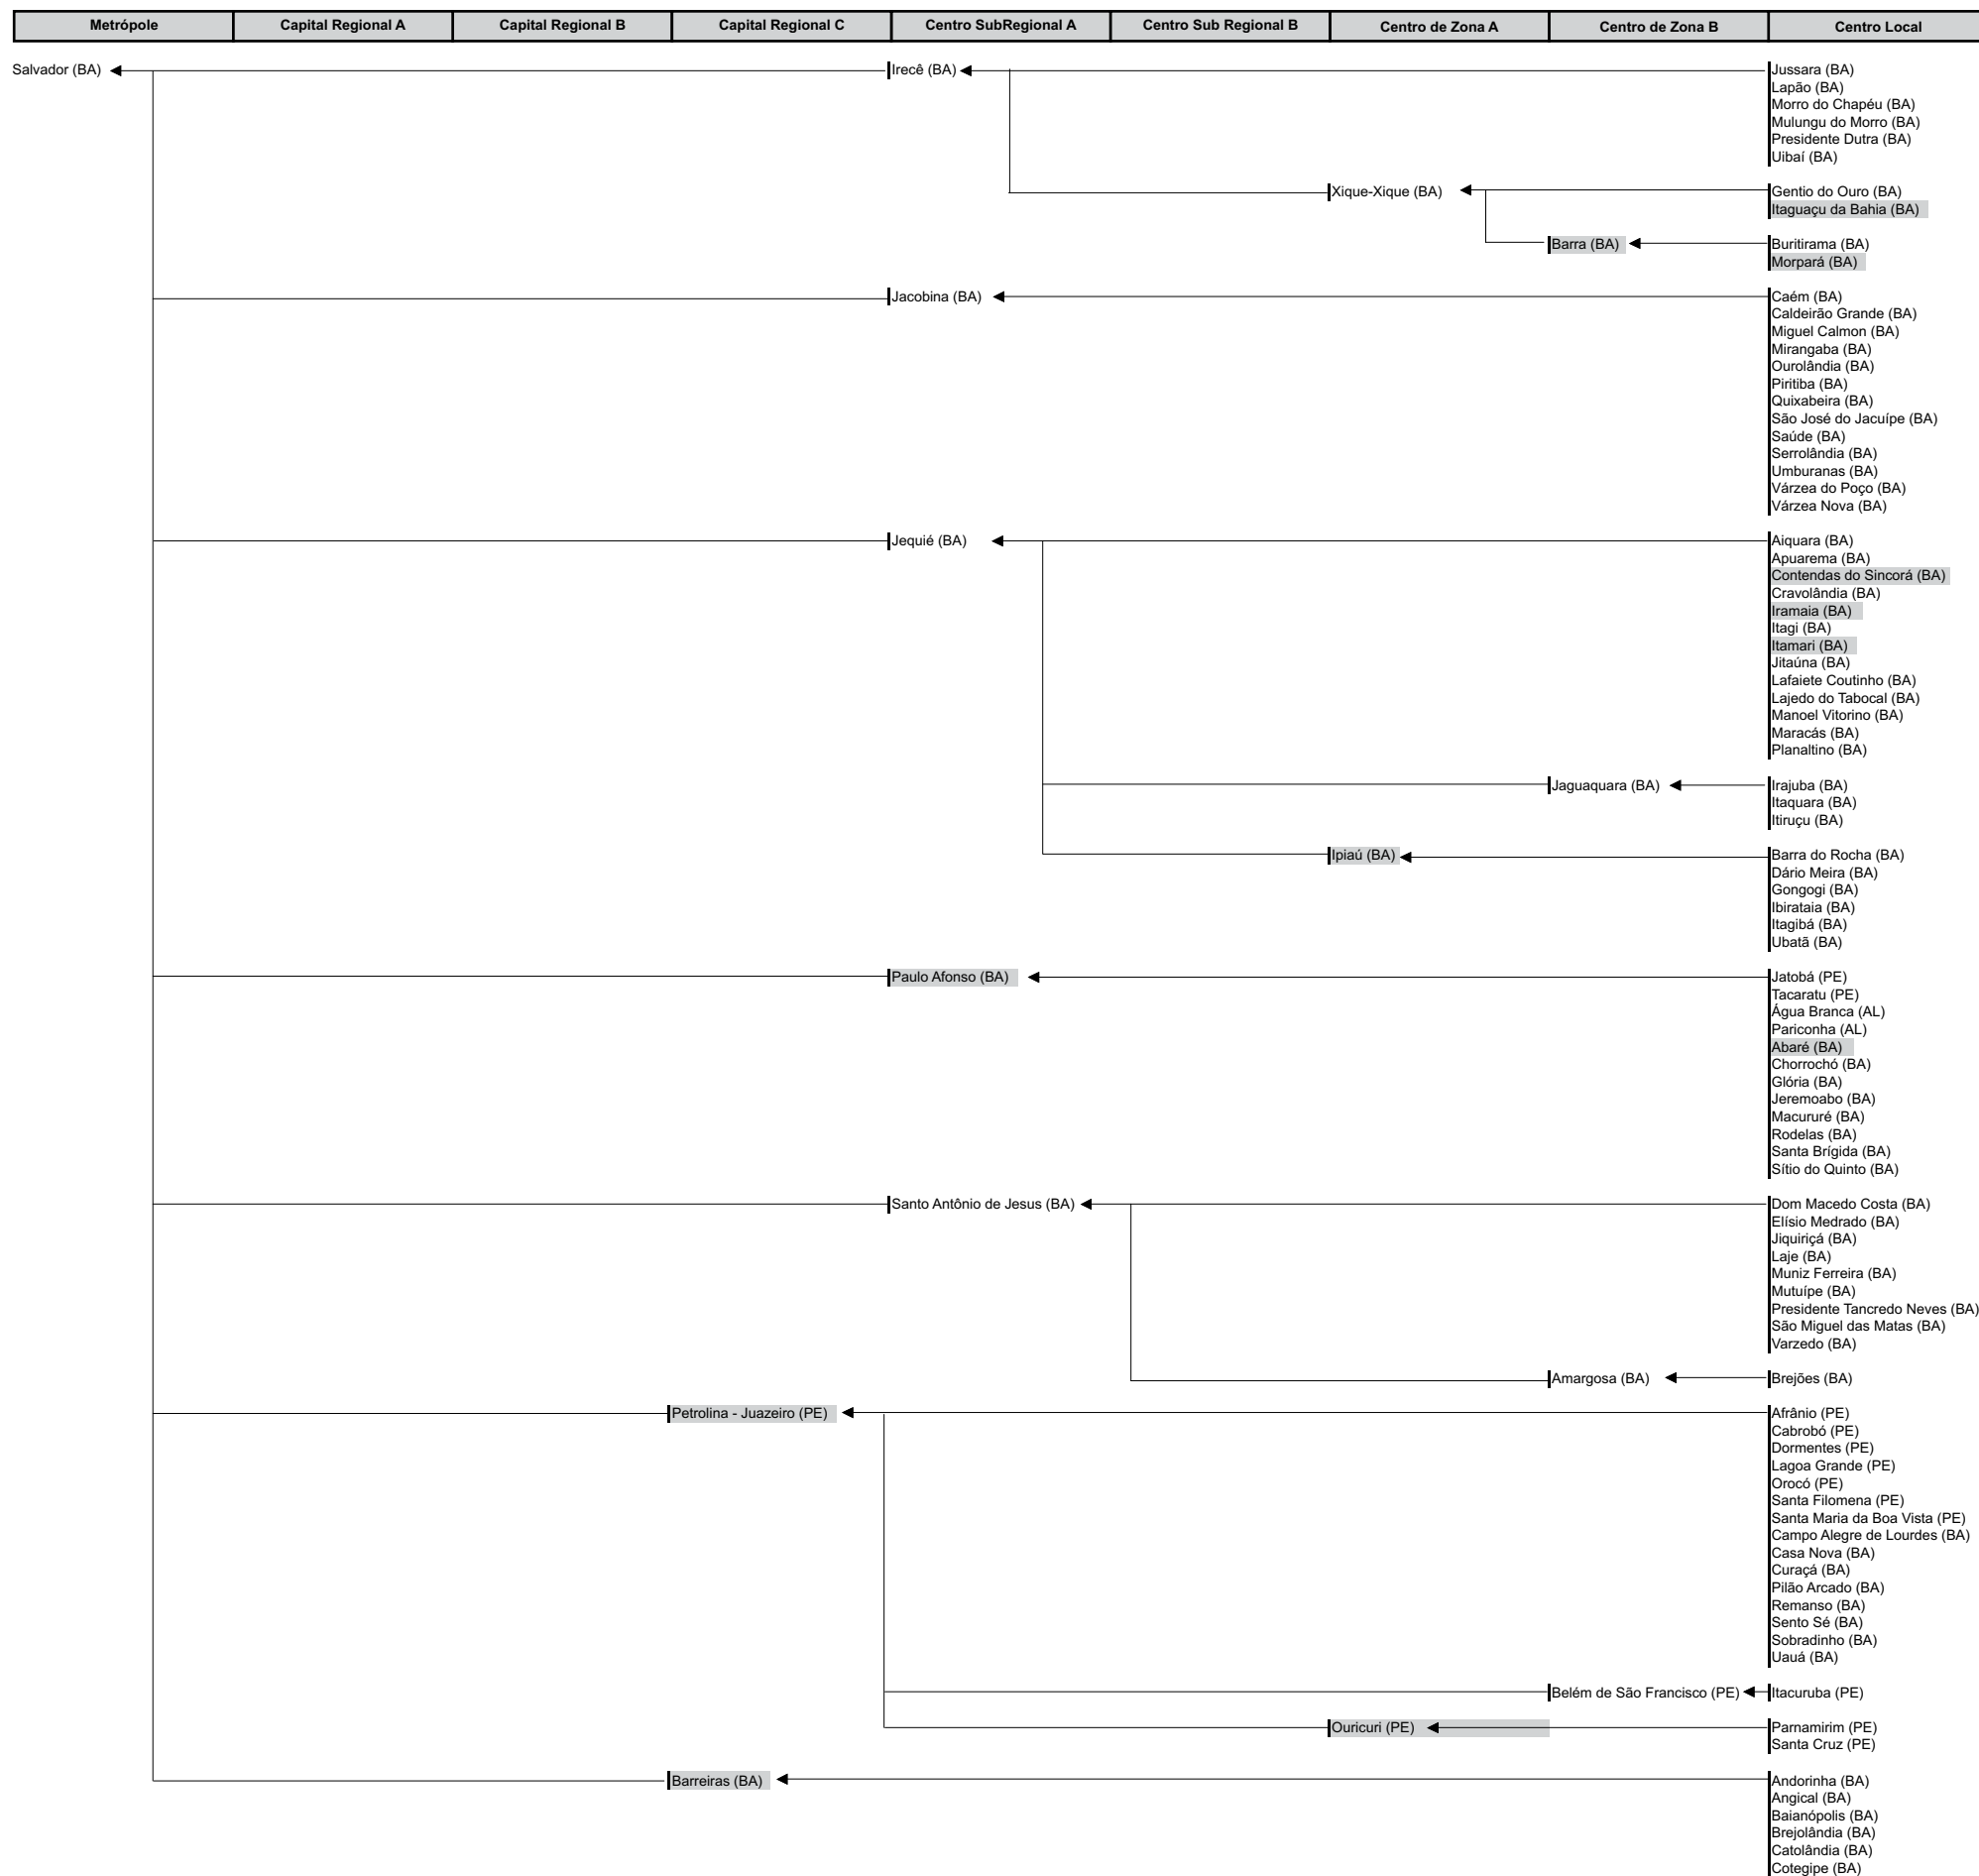 Metrópole Capital Regional A Capital Regional B Capital Regional C Centro SubRegional A Centro Sub Regional B Centro de Zona A Centro de Zona B Centro Local
Salvador (BA) Irecê (BA) Jussara (BA)
Lapão (BA)
Morro do Chapéu (BA)
Mulungu do Morro (BA)
Presidente Dutra (BA)
Uibaí (BA)
Xique-Xique (BA) Gentio do Ouro (BA)
Itaguaçu da Bahia (BA)
Barra (BA) Buritirama (BA)
Morpará (BA)
Jacobina (BA) Caém (BA)
Caldeirão Grande (BA)
Miguel Calmon (BA)
Mirangaba (BA)
Ourolândia (BA)
Piritiba (BA)
Quixabeira (BA)
São José do Jacuípe (BA)
Saúde (BA)
Serrolândia (BA)
Umburanas (BA)
Várzea do Poço (BA)
Várzea Nova (BA)
Jequié (BA) Aiquara (BA)
Apuarema (BA)
Contendas do Sincorá (BA)
Cravolândia (BA)
Iramaia (BA)
Itagi (BA)
Itamari (BA)
Jitaúna (BA)
Lafaiete Coutinho (BA)
Lajedo do Tabocal (BA)
Manoel Vitorino (BA)
Maracás (BA)
Planaltino (BA)
Jaguaquara (BA) Irajuba (BA)
Itaquara (BA)
Itiruçu (BA)
Ipiaú (BA) Barra do Rocha (BA)
Dário Meira (BA)
Gongogi (BA)
Ibirataia (BA)
Itagibá (BA)
Ubatã (BA)
Paulo Afonso (BA) Jatobá (PE)
Tacaratu (PE)
Água Branca (AL)
Pariconha (AL)
Abaré (BA)
Chorrochó (BA)
Glória (BA)
Jeremoabo (BA)
Macururé (BA)
Rodelas (BA)
Santa Brígida (BA)
Sítio do Quinto (BA)
Santo Antônio de Jesus (BA) Dom Macedo Costa (BA)
Elísio Medrado (BA)
Jiquiriçá (BA)
Laje (BA)
Muniz Ferreira (BA)
Mutuípe (BA)
Presidente Tancredo Neves (BA)
São Miguel das Matas (BA)
Varzedo (BA)
Amargosa (BA) Brejões (BA)
Petrolina - Juazeiro (PE) Afrânio (PE)
Cabrobó (PE)
Dormentes (PE)
Lagoa Grande (PE)
Orocó (PE)
Santa Filomena (PE)
Santa Maria da Boa Vista (PE)
Campo Alegre de Lourdes (BA)
Casa Nova (BA)
Curaçá (BA)
Pilão Arcado (BA)
Remanso (BA)
Sento Sé (BA)
Sobradinho (BA)
Uauá (BA)
Belém de São Francisco (PE) Itacuruba (PE)
Ouricuri (PE) Parnamirim (PE)
Santa Cruz (PE)
Barreiras (BA) Andorinha (BA)
Angical (BA)
Baianópolis (BA)
Brejolândia (BA)
Catolândia (BA)
Cotegipe (BA)